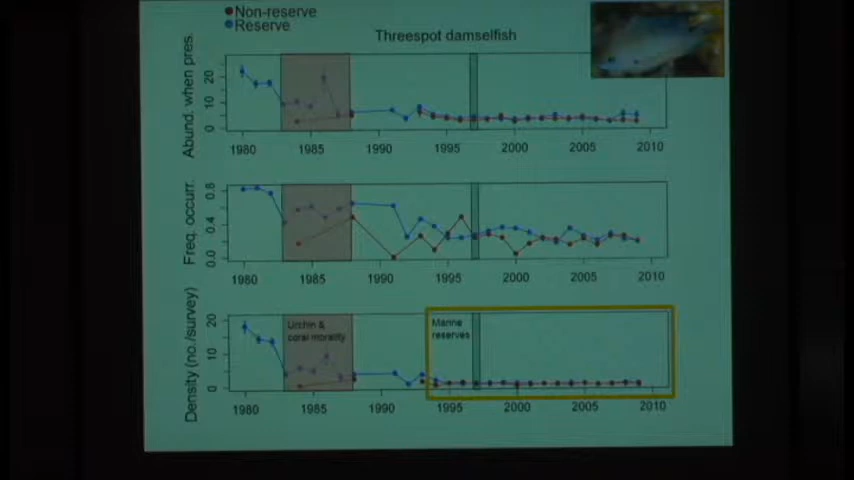 Non-reserve
Reserve
Threespot damselfish
Abund. when pres.
0 10 20
1980 1985 1990 1995 2000 2005 2010
Freq. occurr.
0.0 0.4 0.8
1980 1985 1990 1995 2000 2005 2010
Density (no./survey)
0 10 20
Urchin &
coral mortality
Marine
reserves
1980 1985 1990 1995 2000 2005 2010